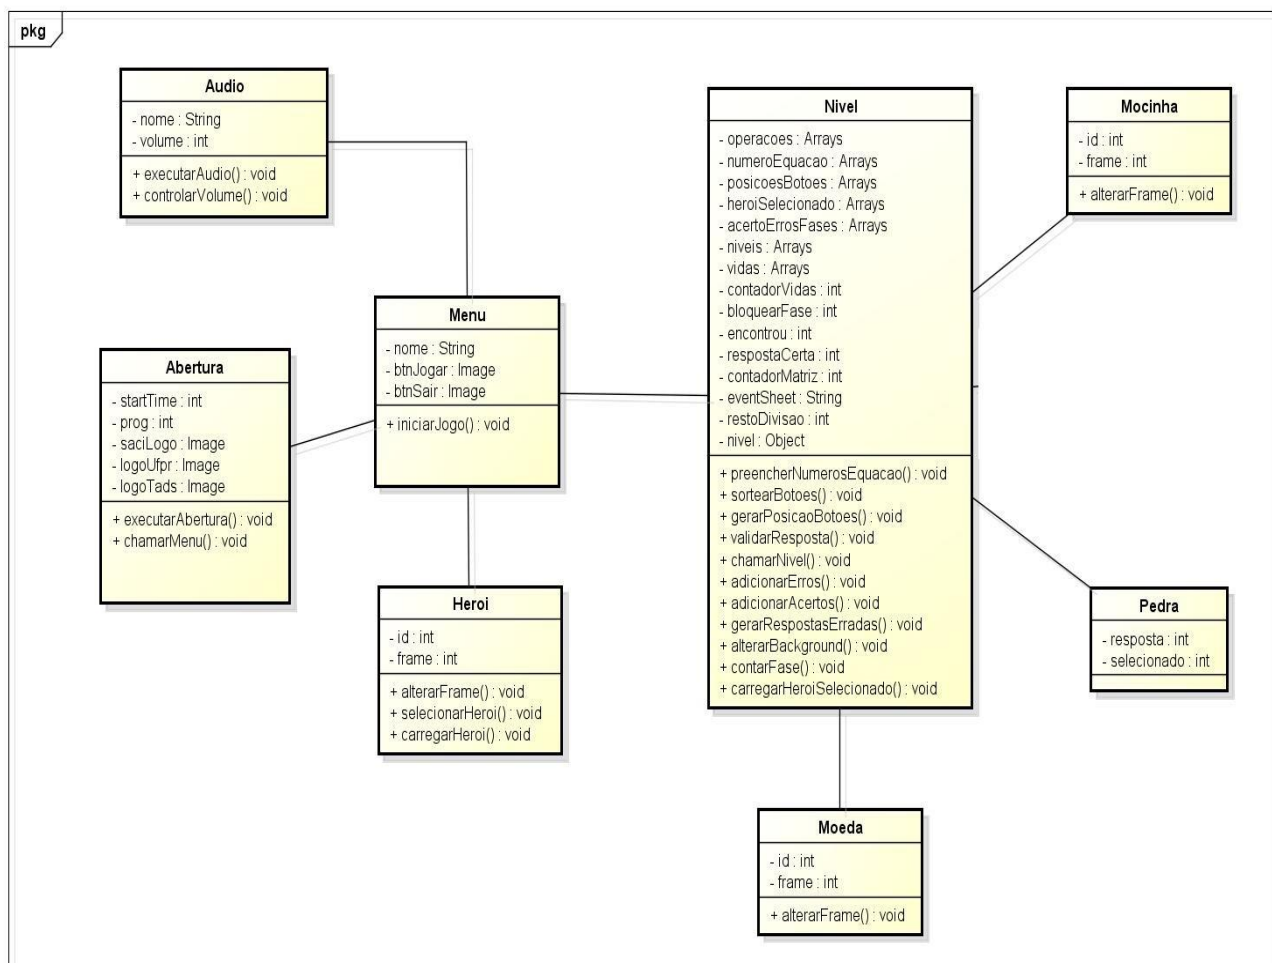 pkg
Audio
- nome : String
- volume : int
+ executarAudio() : void
+ controlarVolume() : void
Nivel
- operacoes : Arrays
- numeroEquacao : Arrays
- posicoesBotoes : Arrays
- heroiSelecionado : Arrays
- acertoErrosFases : Arrays
- niveis : Arrays
- vidas : Arrays
- contadorVidas : int
- bloquearFase : int
- encontrou : int
- respostaCerta : int
- contadorMatriz : int
- eventSheet : String
- restoDivisao : int
- nivel : Object
+ preencherNumerosEquacao() : void
+ sortearBotoes() : void
+ gerarPosicaoBotoes() : void
+ validarResposta() : void
+ chamarNivel() : void
+ adicionarErros() : void
+ adicionarAcertos() : void
+ gerarRespostasErradas() : void
+ alterarBackground() : void
+ contarFase() : void
+ carregarHeroiSelecionado() : void
Mocinha
- id : int
- frame : int
+ alterarFrame() : void
Menu
- nome : String
- btnJogar : Image
- btnSair : Image
+ iniciarJogo() : void
Abertura
- startTime : int
- prog : int
- saciLogo : Image
- logoUfpr : Image
- logoTads : Image
+ executarAbertura() : void
+ chamarMenu() : void
Heroi
- id : int
- frame : int
+ alterarFrame() : void
+ selecionarHeroi() : void
+ carregarHeroi() : void
Pedra
- resposta : int
- selecionado : int
Moeda
- id : int
- frame : int
+ alterarFrame() : void